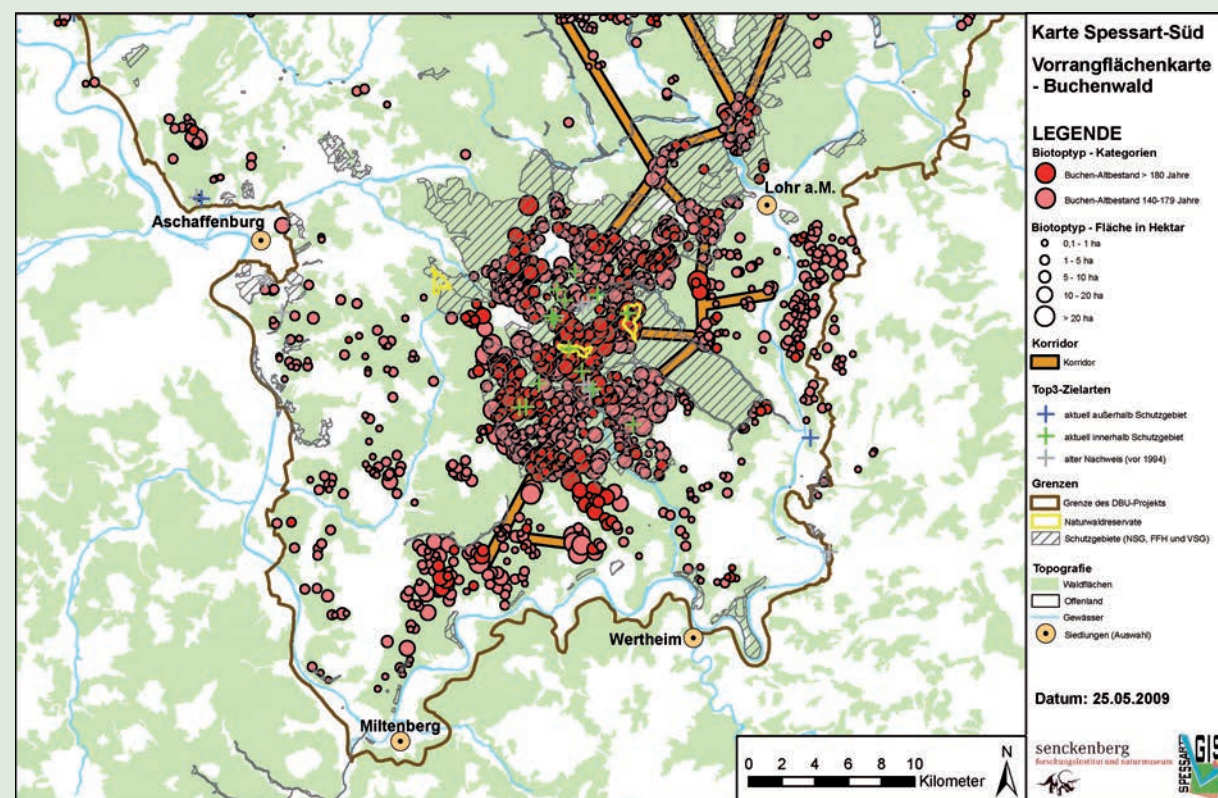 Karte Spessart-Süd
Vorrangflächenkarte
- Buchenwald
LEGENDE
Biotoptyp - Kategorien
Buchen-Altbestand > 180 Jahre
Buchen-Altbestand 140-179 Jahre
Biotoptyp - Fläche in Hektar
0,1 - 1 ha
1 - 5 ha
5 - 10 ha
10 - 20 ha
> 20 ha
Korridor
Korridor
Top3-Zielarten
aktuell außerhalb Schutzgebiet
aktuell innerhalb Schutzgebiet
alter Nachweis (vor 1994)
Grenzen
Grenze des DBU-Projekts
Naturwaldreservate
Schutzgebiete (NSG, FFH und VSG)
Topografie
Waldflächen
Offenland
Gewässer
Siedlungen (Auswahl)
Datum: 25.05.2009
senckenberg
forschungsinstitut und naturmuseum
SPESSART
GIS
Lohr a.M.
Aschaffenburg
Wertheim
Miltenberg
N
0 2 4 6 8 10
Kilometer